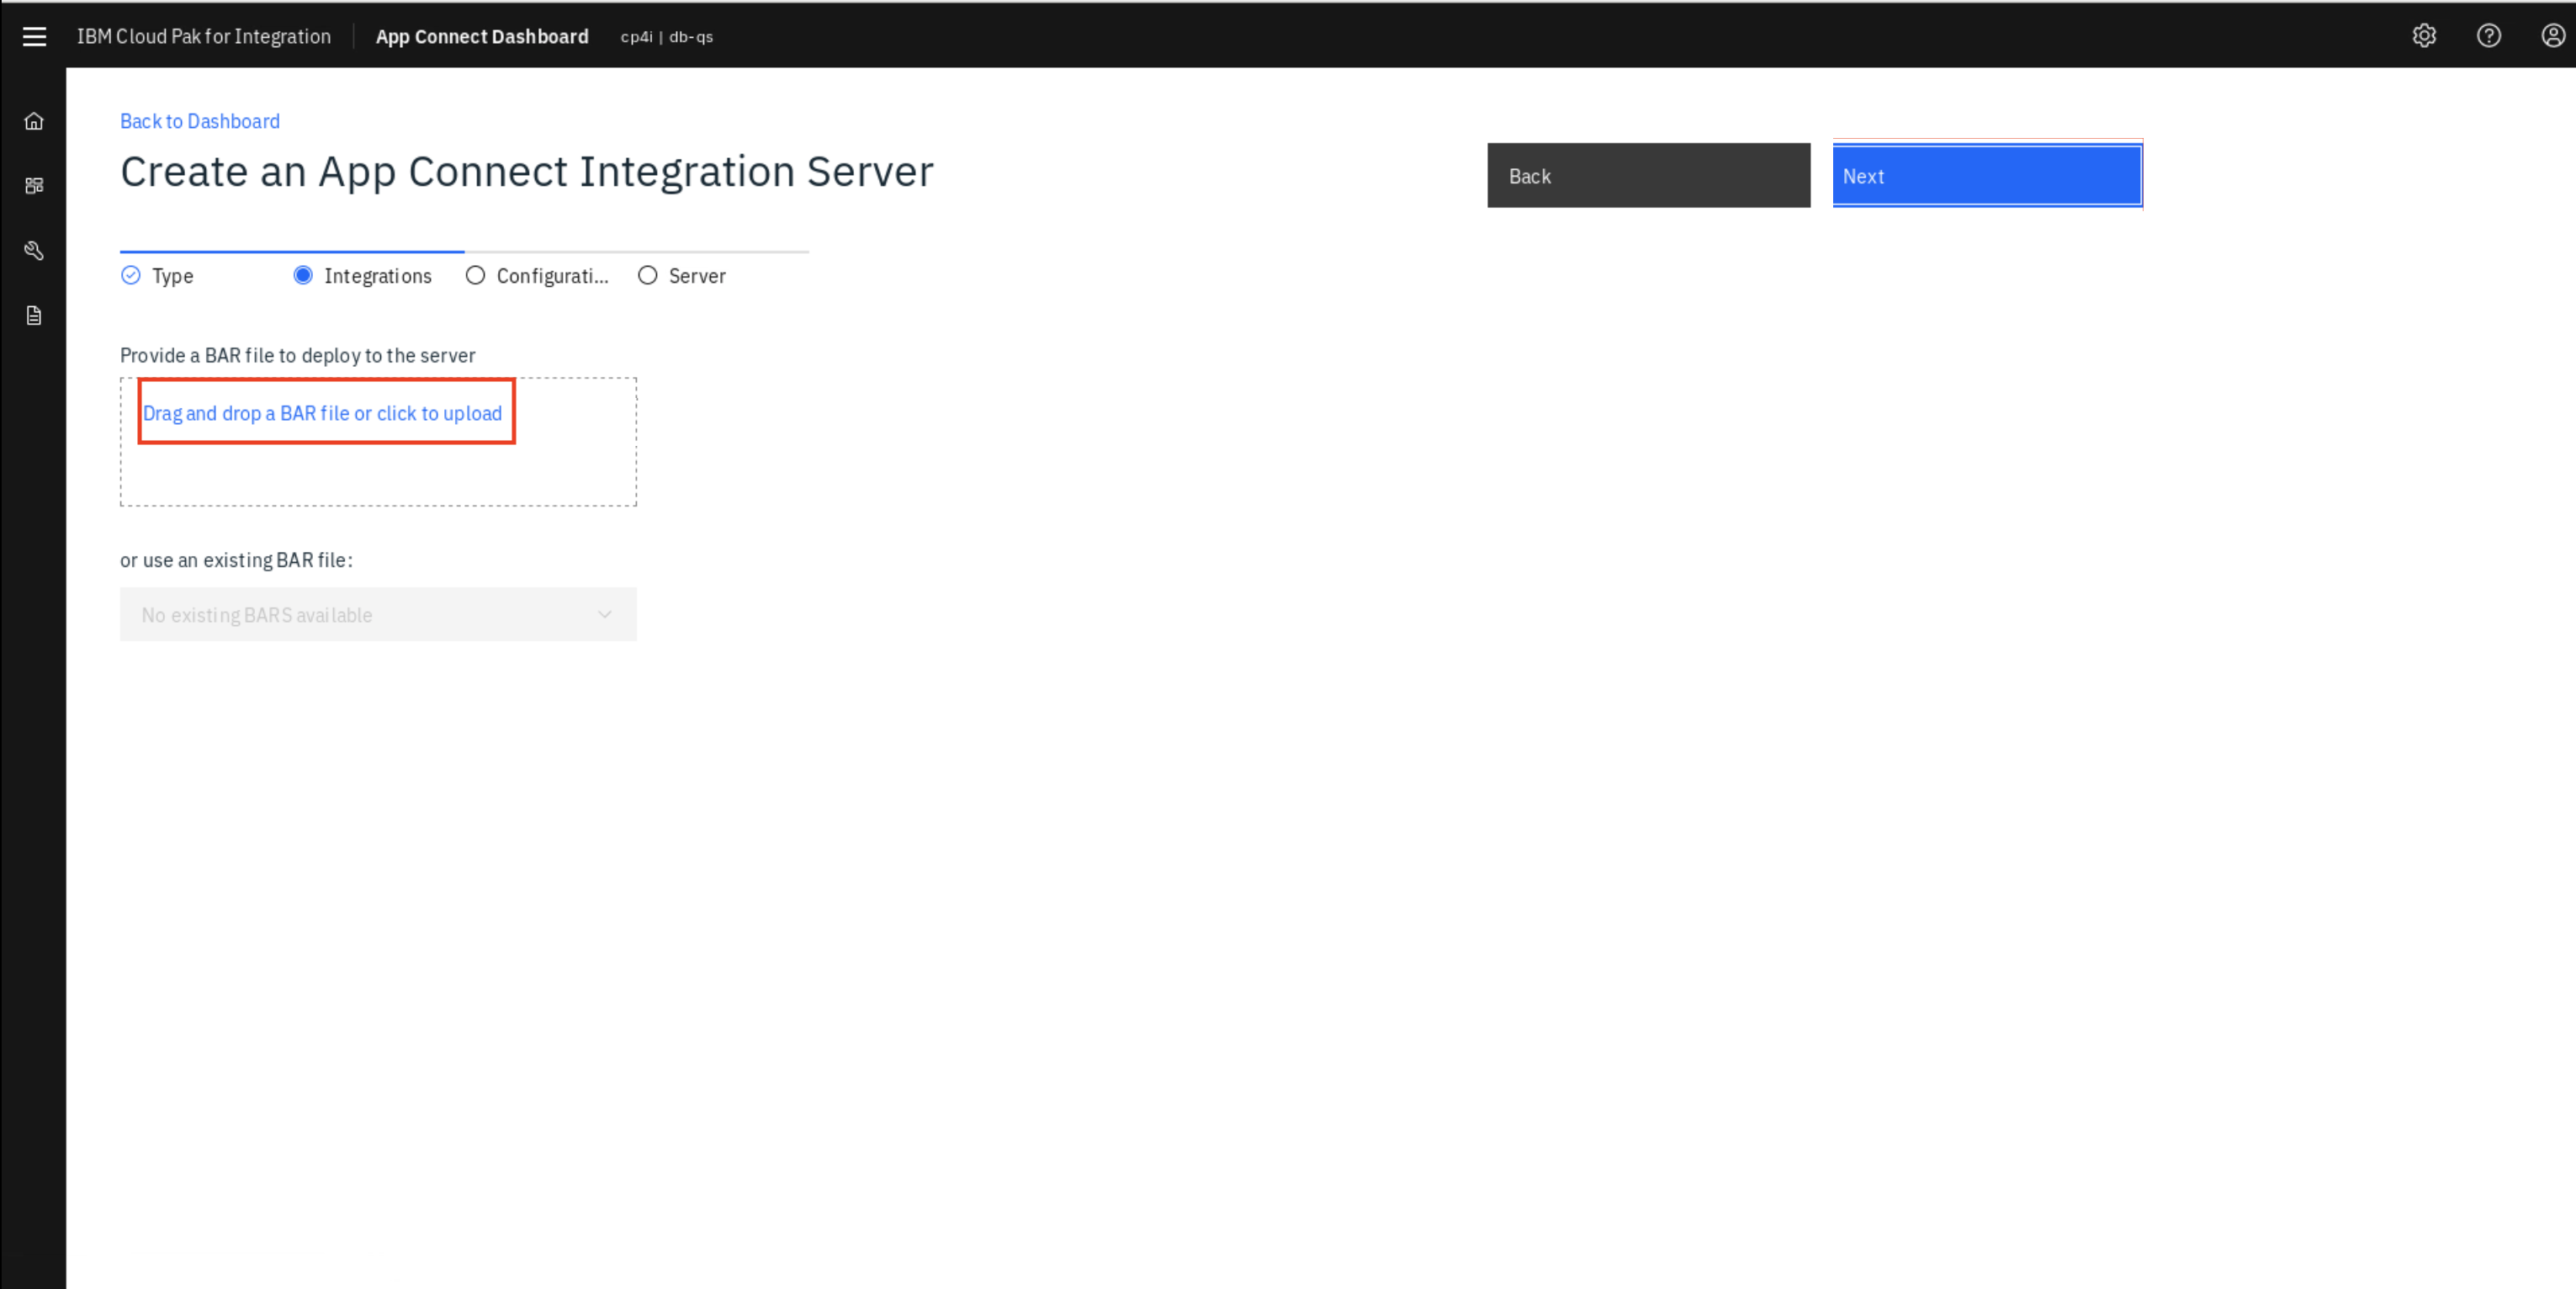 IBM Cloud Pak for Integration
App Connect Dashboard
cp4i | db-qs
Back to Dashboard
Create an App Connect Integration Server
Back
Next
Type
Integrations
Configurati...
Server
Provide a BAR file to deploy to the server
Drag and drop a BAR file or click to upload
or use an existing BAR file:
No existing BARS available